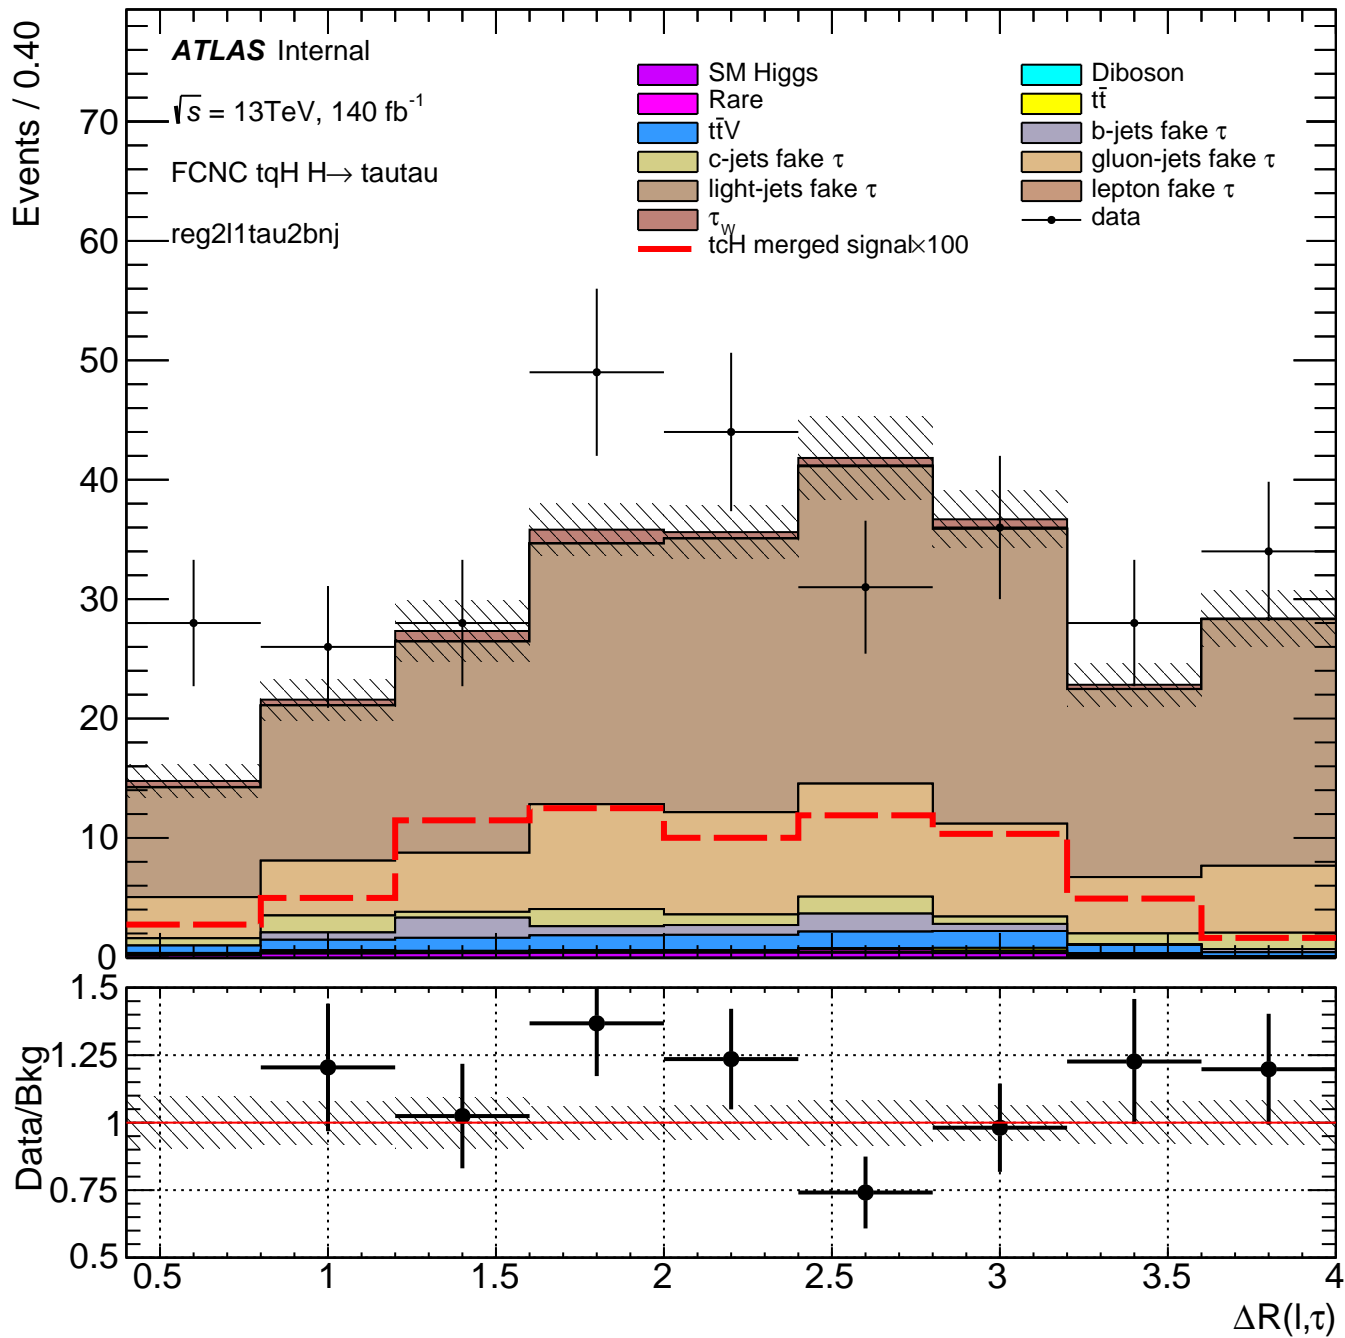 Events / 0.40
ATLAS Internal
√s = 13TeV, 140 fb⁻¹
FCNC tqH H→ tautau
reg2l1tau2bnj
SM Higgs
Rare
tt̄V
c-jets fake τ
light-jets fake τ
τ_W
tcH merged signal×100
Diboson
tt̄
b-jets fake τ
gluon-jets fake τ
lepton fake τ
data
70
60
50
40
30
20
10
0
Data/Bkg
1.5
1.25
1
0.75
0.5
0.5 1 1.5 2 2.5 3 3.5 4
ΔR(l,τ)